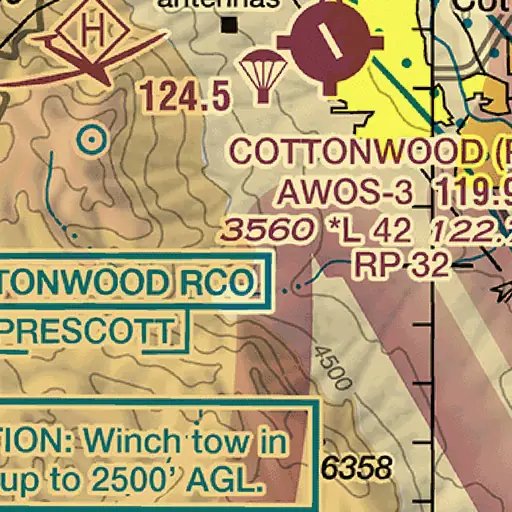 antennas
H
124.5
COTTONWOOD
AWOS-3 119.9
3560 *L 42 122.
RP 32
TONWOOD RCO
PRESCOTT
4500
TION: Winch tow in
up to 2500' AGL.
6358